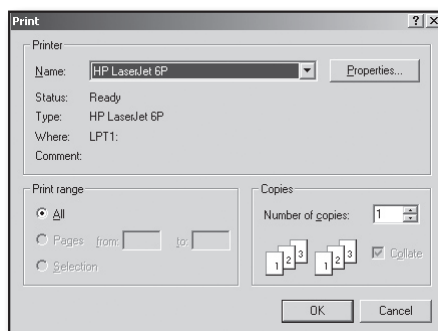 Print
Printer
Name: HP LaserJet 6P Properties...
Status: Ready
Type: HP LaserJet 6P
Where: LPT1:
Comment:
Print range
All
Pages from: to:
Selection
Copies
Number of copies: 1
1 2 3 1 2 3 Collate
OK Cancel